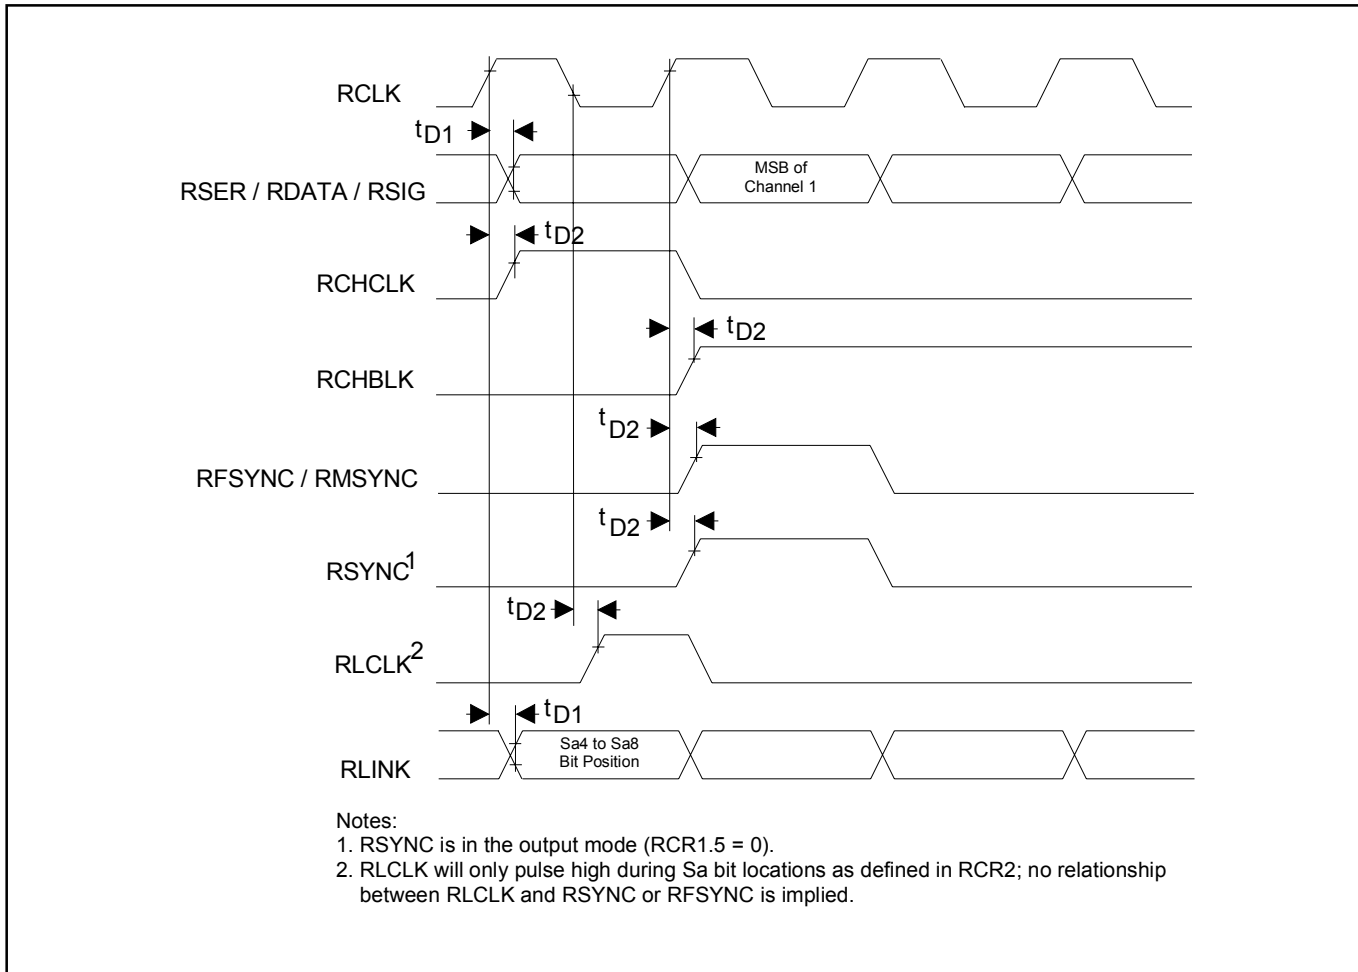 RCLK
tD1
RSER / RDATA / RSIG
MSB of
Channel 1
tD2
RCHCLK
tD2
RCHBLK
tD2
RFSYNC / RMSYNC
tD2
RSYNC1
tD2
RLCLK2
tD1
RLINK
Sa4 to Sa8
Bit Position
Notes:
1. RSYNC is in the output mode (RCR1.5 = 0).
2. RLCLK will only pulse high during Sa bit locations as defined in RCR2; no relationship
between RLCLK and RSYNC or RFSYNC is implied.